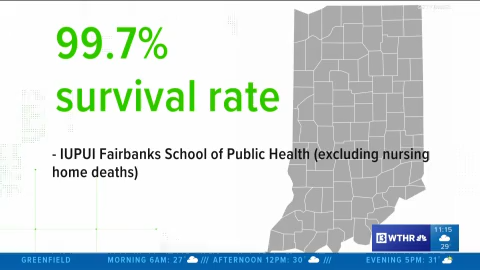 99.7%
survival rate
- IUPUI Fairbanks School of Public Health (excluding nursing
home deaths)
13 WTHR
11:15
29°
GREENFIELD MORNING 6AM: 27° /// AFTERNOON 12PM: 30° /// EVENING 5PM: 31°